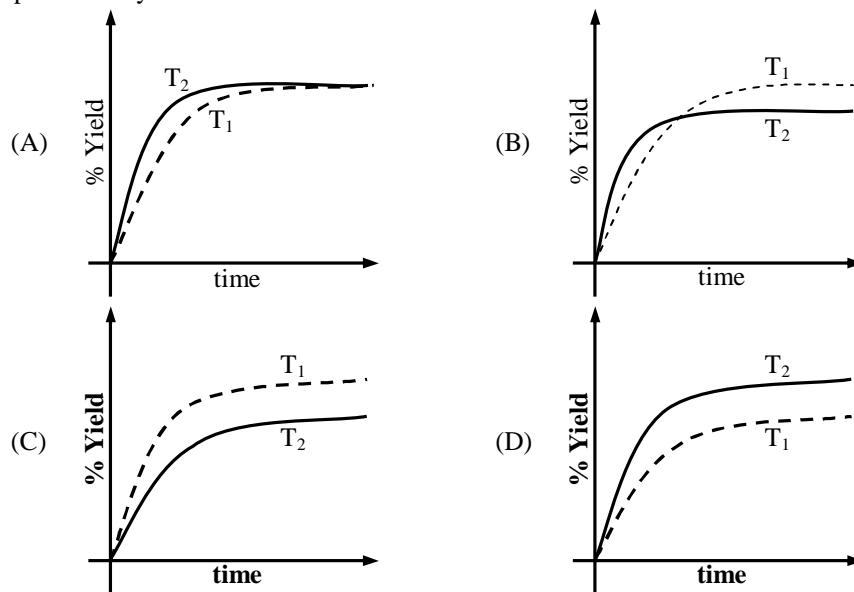 T₂
T₁
% Yield
(A)
time
T₁
T₂
% Yield
(B)
time
T₁
T₂
% Yield
(C)
time
T₂
T₁
% Yield
(D)
time